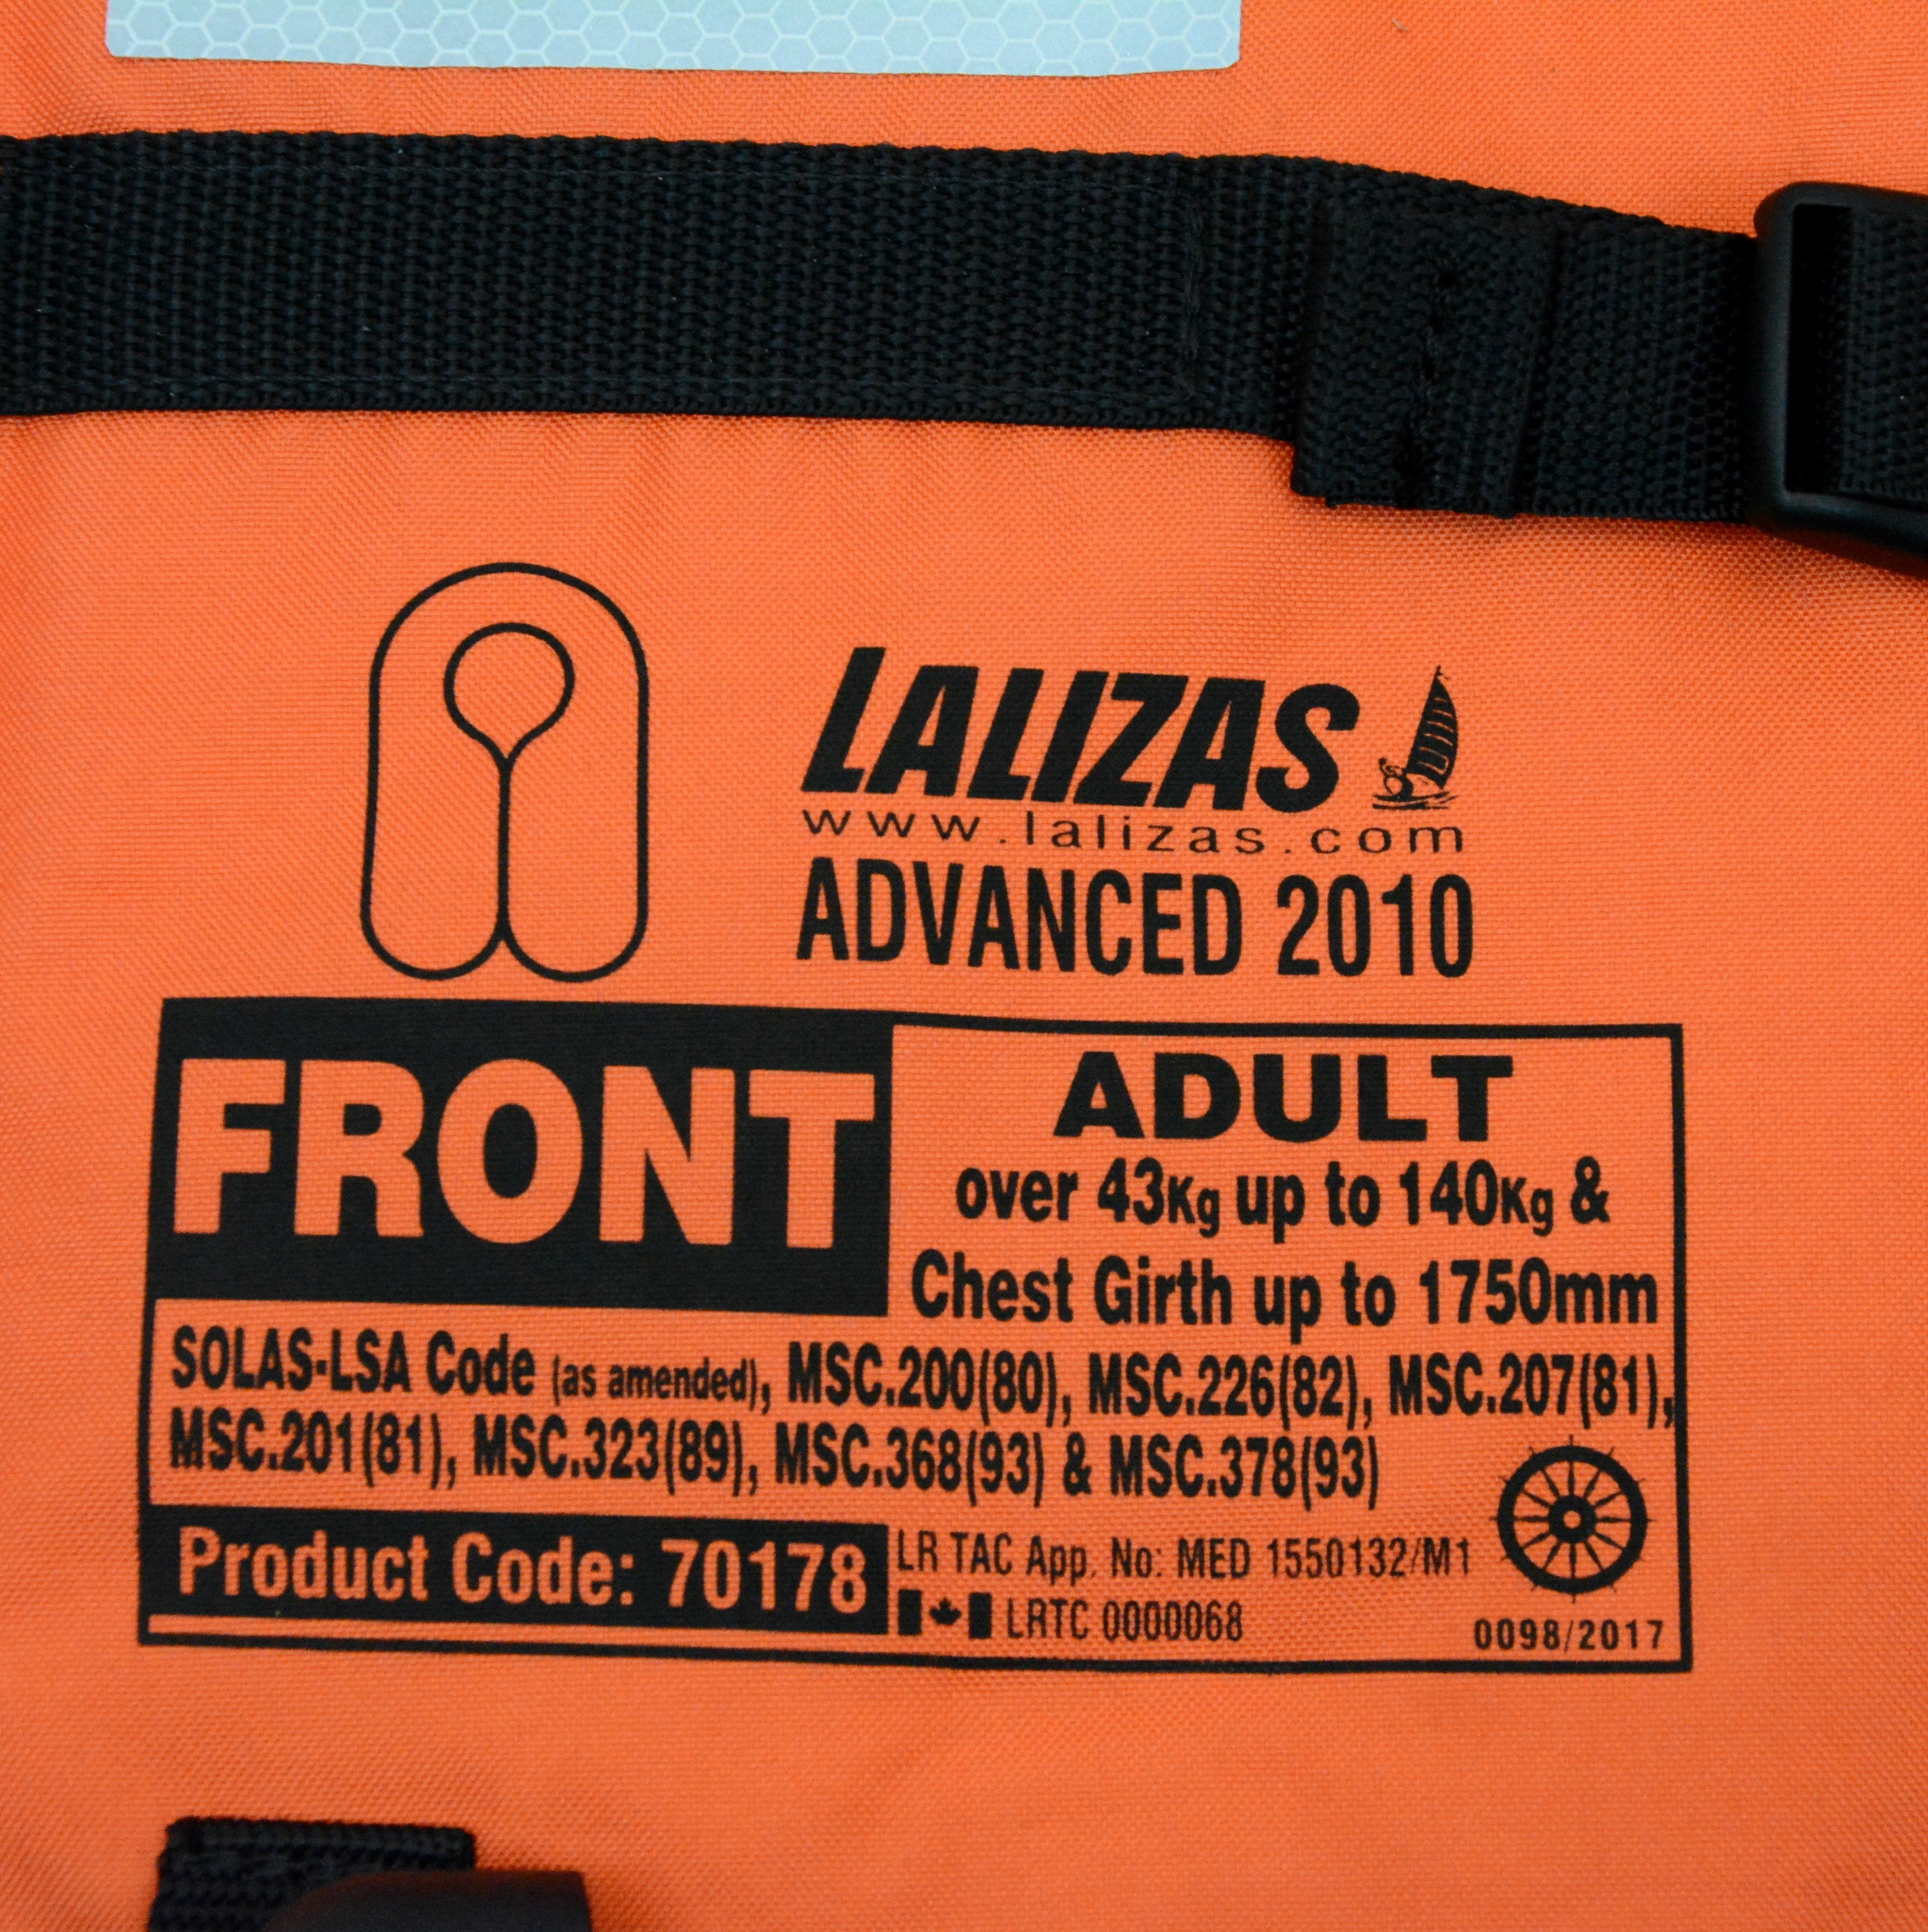 LALIZAS
www.lalizas.com
ADVANCED 2010
FRONT
ADULT
over 43Kg up to 140Kg &
Chest Girth up to 1750mm
SOLAS-LSA Code (as amended), MSC.200(80), MSC.226(82), MSC.207(81),
MSC.201(81), MSC.323(89), MSC.368(93) & MSC.378(93)
Product Code: 70178
LR TAC App. No: MED 1550132/M1
LRTC 0000068
0098/2017